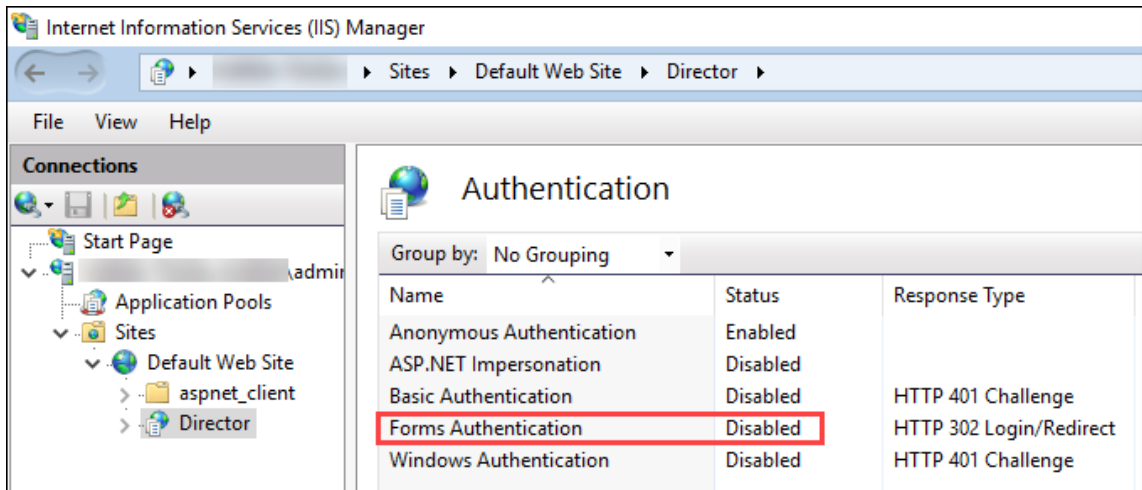 Internet Information Services (IIS) Manager
Sites Default Web Site Director
File View Help
Connections
Start Page
\admir
Application Pools
Sites
Default Web Site
aspnet_client
Director
Authentication
Group by: No Grouping
Name Status Response Type
Anonymous Authentication Enabled
ASP.NET Impersonation Disabled
Basic Authentication Disabled HTTP 401 Challenge
Forms Authentication Disabled HTTP 302 Login/Redirect
Windows Authentication Disabled HTTP 401 Challenge